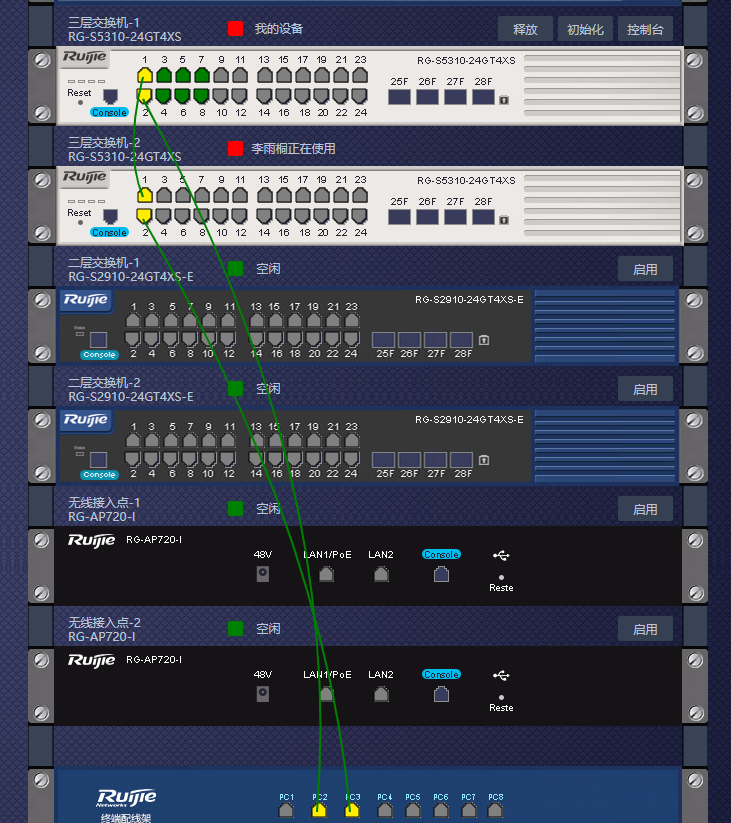 三层交换机-1
RG-S5310-24GT4XS
我的设备
释放 初始化 控制台
Ruijie
RG-S5310-24GT4XS
1 3 5 7 9 11 13 15 17 19 21 23
25F 26F 27F 28F
Reset
Console
2 4 6 8 10 12 14 16 18 20 22 24
三层交换机-2
RG-S5310-24GT4XS
李雨桐正在使用
Ruijie
RG-S5310-24GT4XS
1 3 5 7 9 11 13 15 17 19 21 23
25F 26F 27F 28F
Reset
Console
2 4 6 8 10 12 14 16 18 20 22 24
二层交换机-1
RG-S2910-24GT4XS-E
空闲
启用
Ruijie
RG-S2910-24GT4XS-E
1 3 5 7 9 11 13 15 17 19 21 23
Console
2 4 6 8 10 12 14 16 18 20 22 24
25F 26F 27F 28F
二层交换机-2
RG-S2910-24GT4XS-E
空闲
启用
Ruijie
RG-S2910-24GT4XS-E
1 3 5 7 9 11 13 15 17 19 21 23
Console
2 4 6 8 10 12 14 16 18 20 22 24
25F 26F 27F 28F
无线接入点-1
RG-AP720-I
空闲
启用
Ruijie RG-AP720-I
48V LAN1/PoE LAN2 Console
Reste
无线接入点-2
RG-AP720-I
空闲
启用
Ruijie RG-AP720-I
48V LAN1/PoE LAN2 Console
Reste
Ruijie
Networks
PC1 PC2 PC3 PC4 PC5 PC6 PC7 PC8
终端配线架